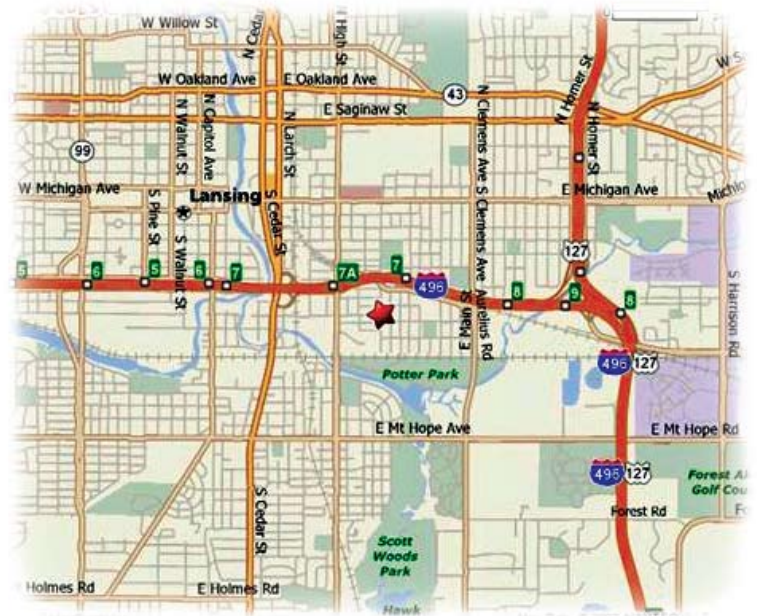 W Willow St
N Cedar
N High St
W Oakland Ave
E Oakland Ave
43
N Homer St
N Clemens Ave
E Saginaw St
N Homer St
N Walnut St
N Capitol Ave
N Larch St
99
W Michigan Ave
E Michigan Ave
Lansing
S Pine St
S Walnut St
S Cedar St
S Clemens Ave
127
S Harrison Rd
5
6
5
6
7
7A
7
496
8
9
8
Aurelius Rd
E Main St
496
127
Potter Park
E Mt Hope Ave
E Mt Hope Rd
496
127
Forest
Golf
Forest Rd
S Cedar St
Scott
Woods
Park
Holmes Rd
E Holmes Rd
Hawk